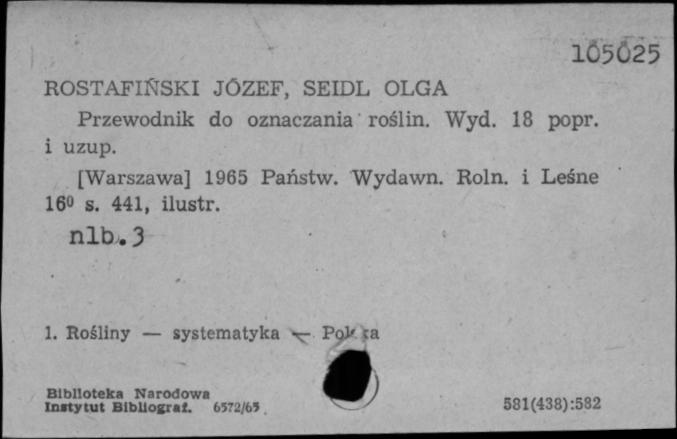 105025
ROSTAFIŃSKI JÓZEF, SEIDL OLGA
Przewodnik do oznaczania roślin. Wyd. 18 popr.
i uzup.
[Warszawa] 1965 Państw. Wydawn. Roln. i Leśne
16⁰ s. 441, ilustr.
nlb. 3
1. Rośliny — systematyka — Polska
Biblioteka Narodowa
Instytut Bibliograf. 6572/65
581(438):582